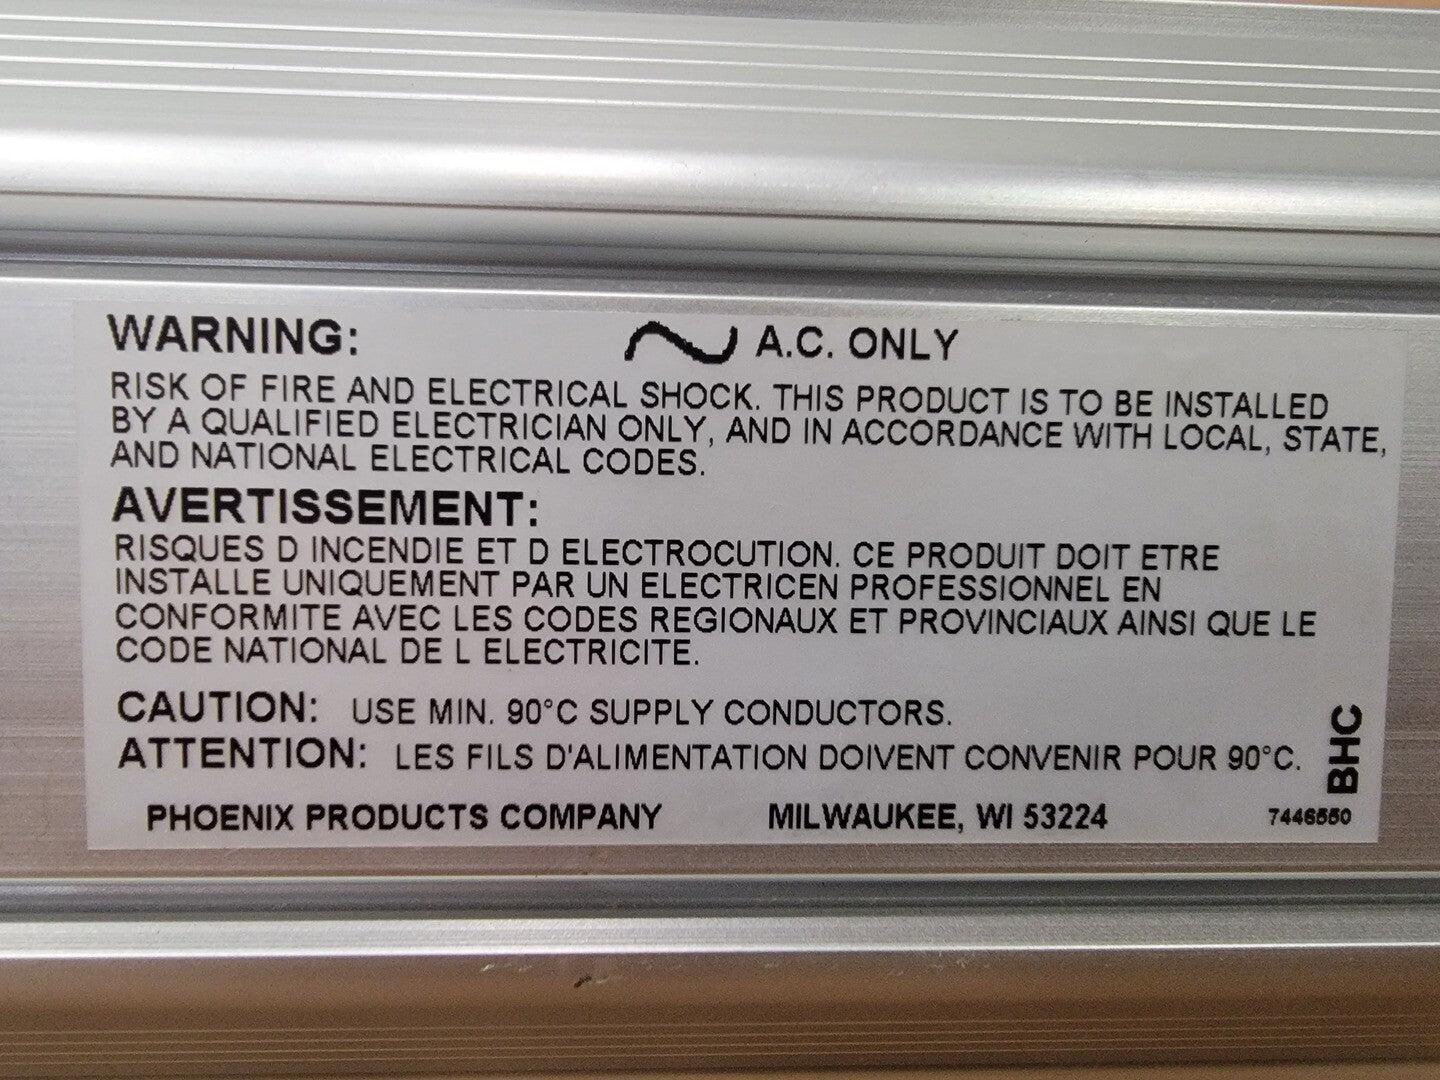 WARNING: A.C. ONLY
RISK OF FIRE AND ELECTRICAL SHOCK. THIS PRODUCT IS TO BE INSTALLED
BY A QUALIFIED ELECTRICIAN ONLY, AND IN ACCORDANCE WITH LOCAL, STATE,
AND NATIONAL ELECTRICAL CODES.
AVERTISSEMENT:
RISQUES D INCENDIE ET D ELECTROCUTION. CE PRODUIT DOIT ETRE
INSTALLE UNIQUEMENT PAR UN ELECTRICEN PROFESSIONNEL EN
CONFORMITE AVEC LES CODES REGIONAUX ET PROVINCIAUX AINSI QUE LE
CODE NATIONAL DE L ELECTRICITE.
CAUTION: USE MIN. 90°C SUPPLY CONDUCTORS.
ATTENTION: LES FILS D'ALIMENTATION DOIVENT CONVENIR POUR 90°C.
BHC
PHOENIX PRODUCTS COMPANY MILWAUKEE, WI 53224
7446550